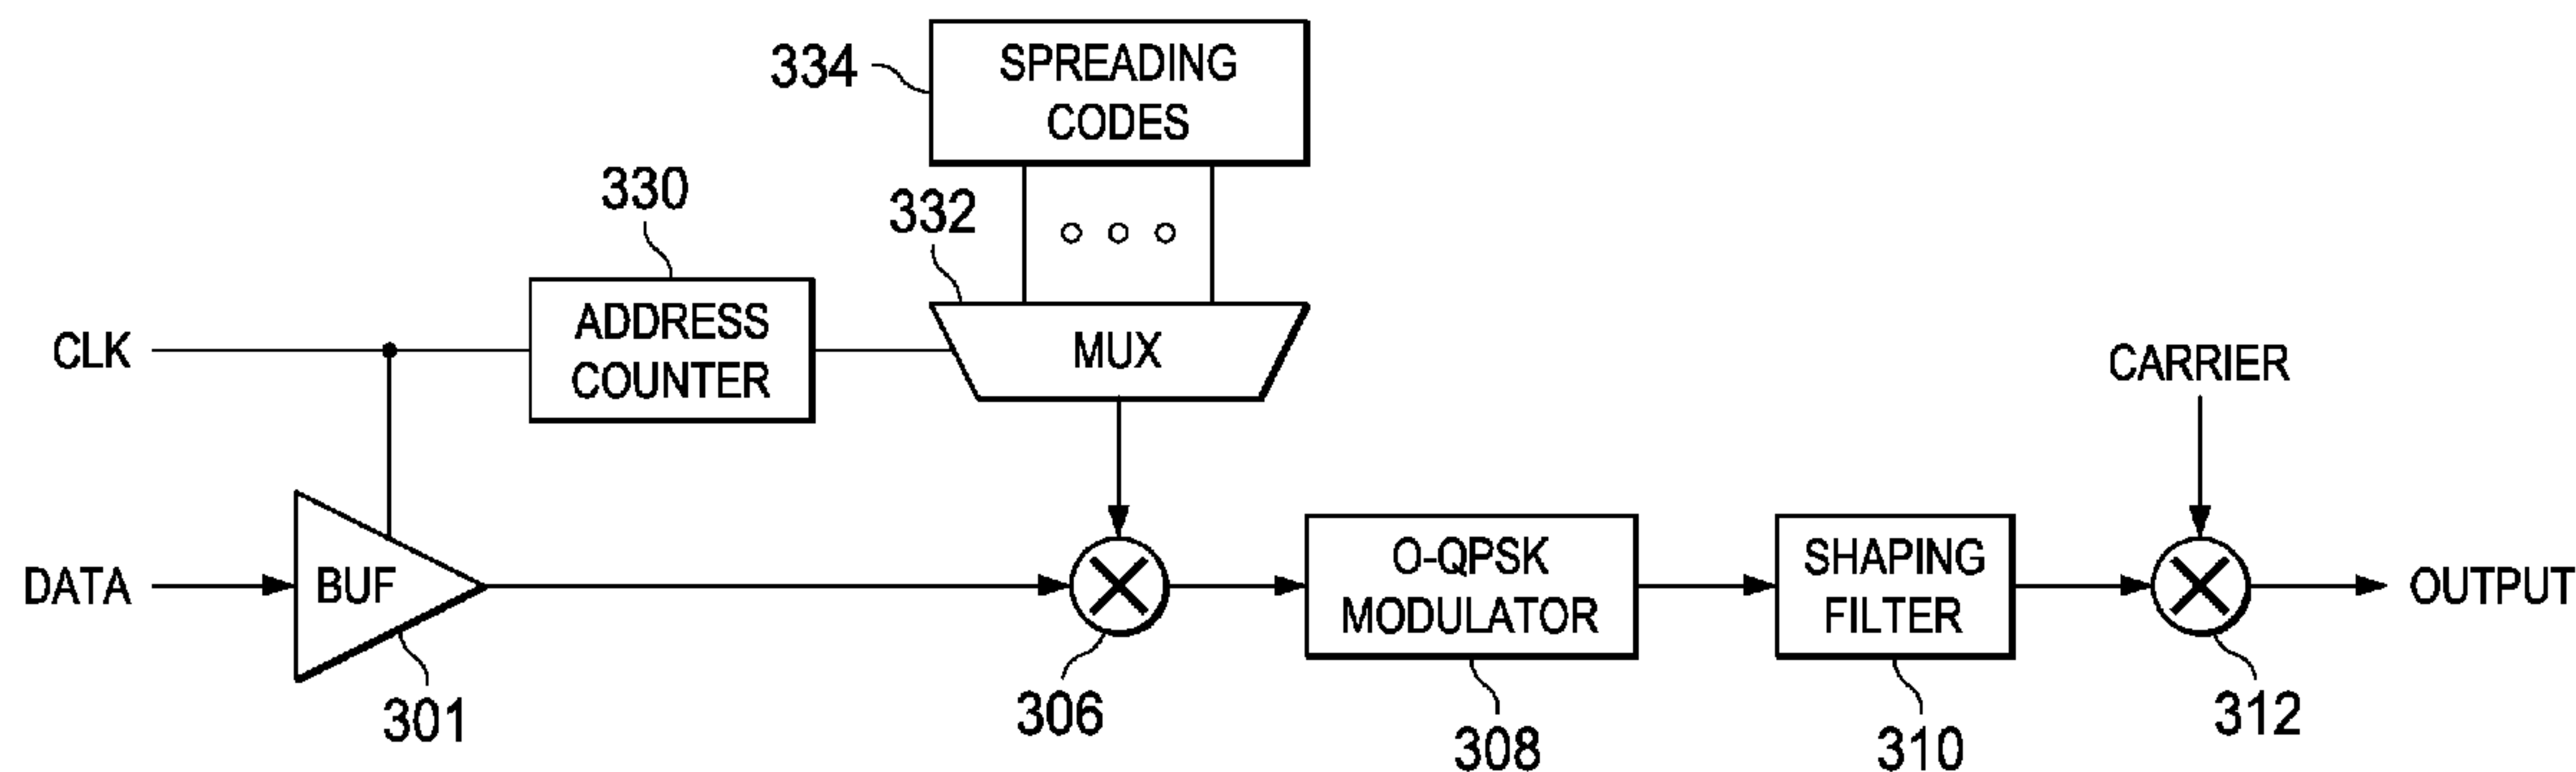 334
SPREADING
CODES
330
332
CLK
ADDRESS
COUNTER
MUX
CARRIER
DATA
BUF
O-QPSK
MODULATOR
SHAPING
FILTER
OUTPUT
301
306
308
310
312